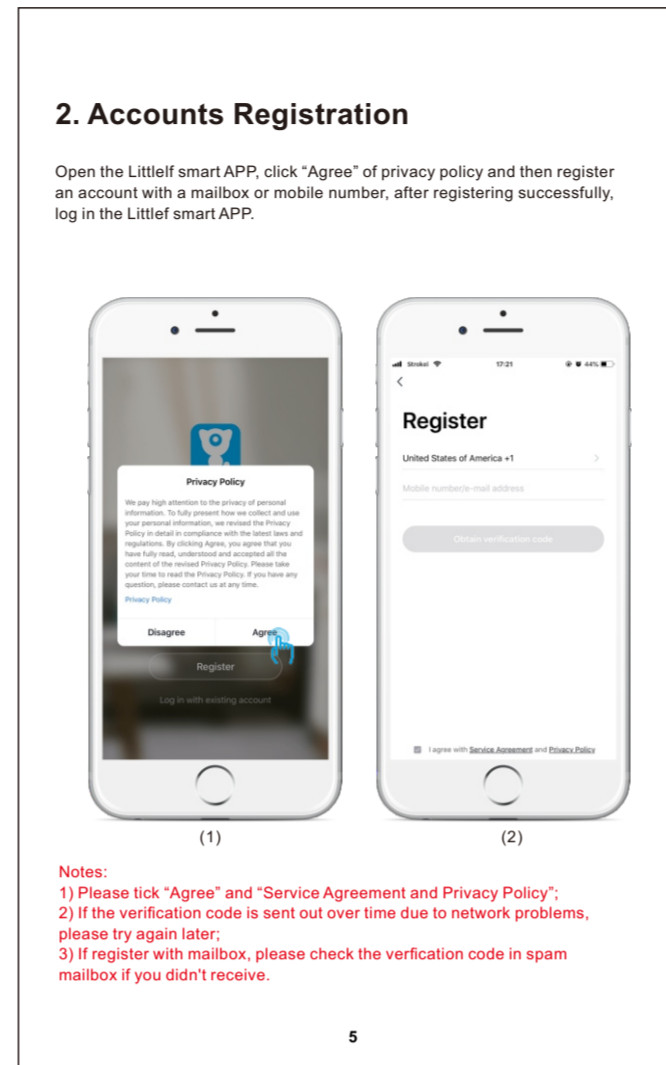 2. Accounts Registration
Open the Littlelf smart APP, click “Agree” of privacy policy and then register
an account with a mailbox or mobile number, after registering successfully,
log in the Littlef smart APP.
Privacy Policy
We pay high attention to the privacy of personal
information. To fully present how we collect and use
your personal information, we revised the Privacy
Policy in detail in compliance with the latest laws and
regulations. By clicking Agree, you agree that you
have fully read, understood and accepted all the
content of the revised Privacy Policy. Please take
your time to read the Privacy Policy. If you have any
question, please contact us at any time.
Privacy Policy
Disagree Agree
Register
Log in with existing account
(1)
Strokel 17:21 44%
Register
United States of America +1
Mobile number/e-mail address
Obtain verification code
I agree with Service Agreement and Privacy Policy
(2)
Notes:
1) Please tick “Agree” and “Service Agreement and Privacy Policy”;
2) If the verification code is sent out over time due to network problems,
please try again later;
3) If register with mailbox, please check the verfication code in spam
mailbox if you didn't receive.
5